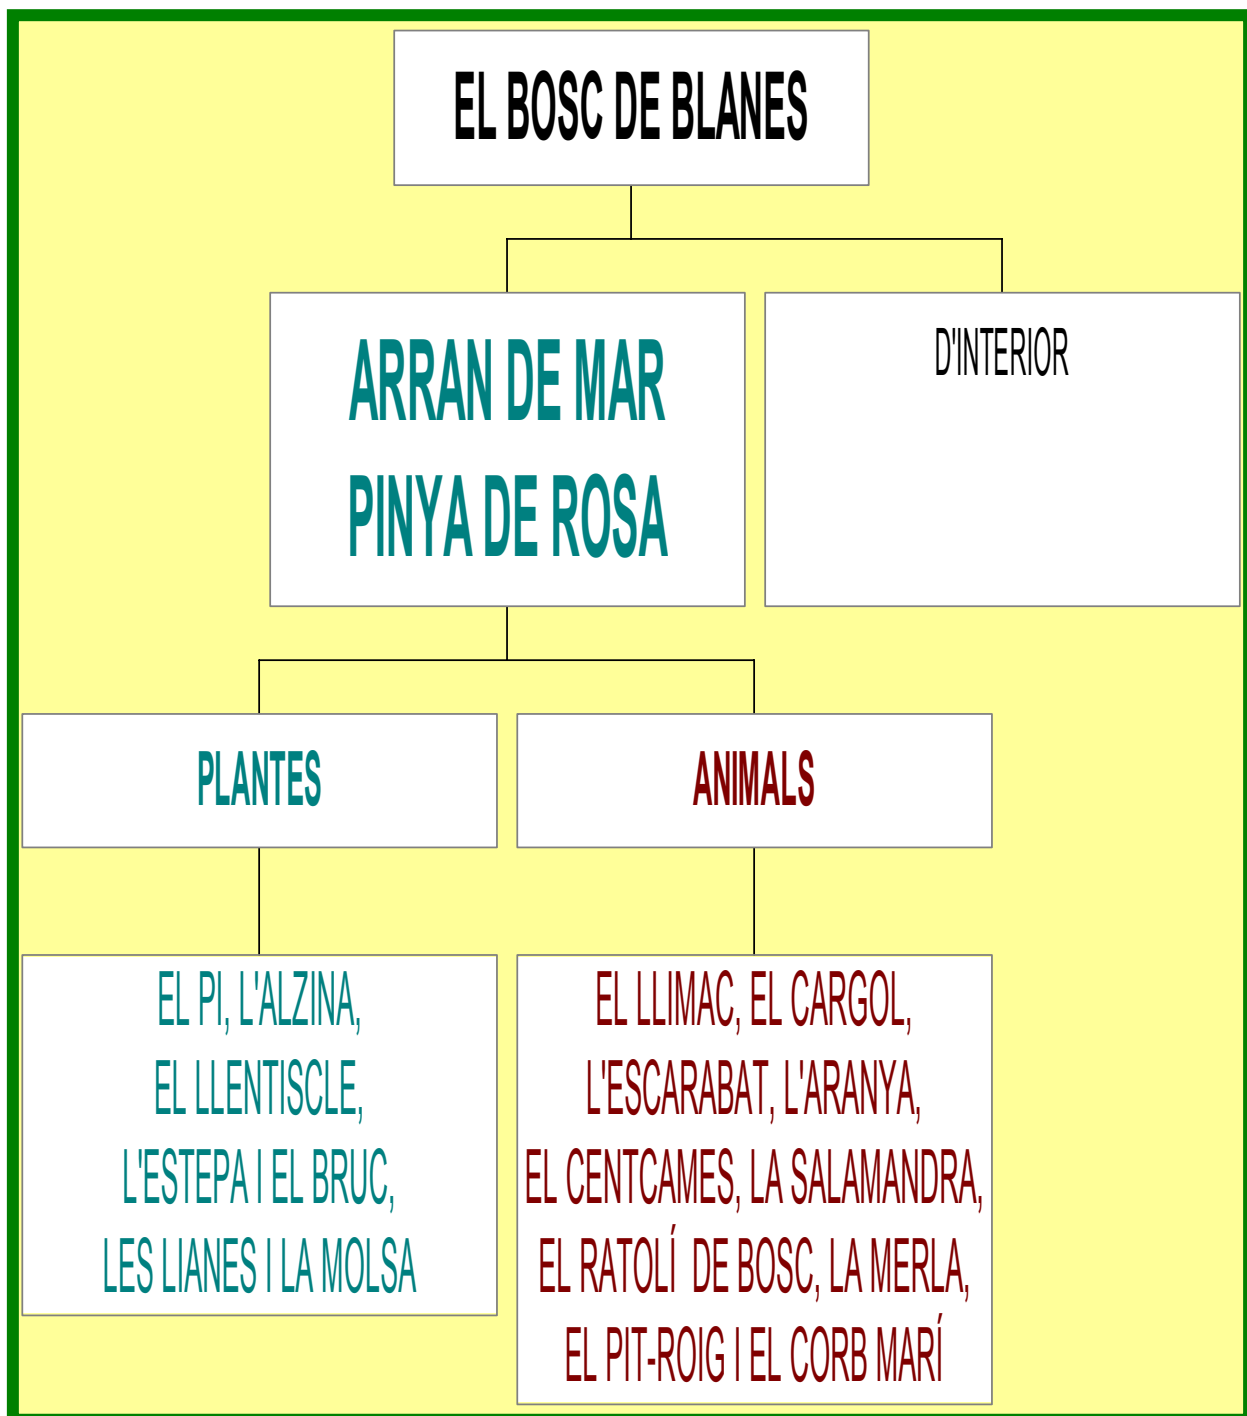 EL BOSC DE BLANES
ARRAN DE MAR
PINYA DE ROSA
D'INTERIOR
PLANTES
ANIMALS
EL PI, L'ALZINA,
EL LLENTISCLE,
L'ESTEPA I EL BRUC,
LES LIANES I LA MOLSA
EL LLIMAC, EL CARGOL,
L'ESCARABAT, L'ARANYA,
EL CENTCAMES, LA SALAMANDRA,
EL RATOLÍ DE BOSC, LA MERLA,
EL PIT-ROIG I EL CORB MARÍ